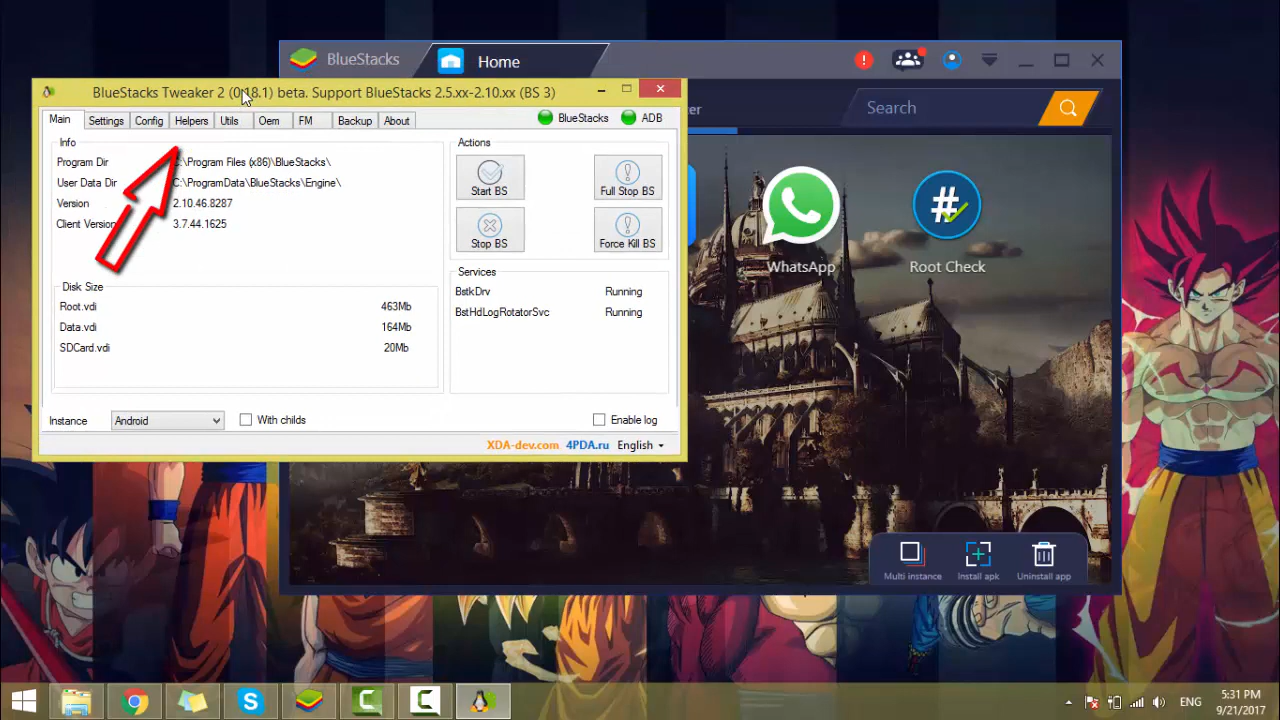 BlueStacks
Home
BlueStacks Tweaker 2 (0.18.1) beta. Support BlueStacks 2.5.xx-2.10.xx (BS 3)
Search
Main
Settings
Config
Helpers
Utils
Oem
FM
Backup
About
BlueStacks
ADB
Info
Program Dir
C:\Program Files (x86)\BlueStacks\
User Data Dir
C:\ProgramData\BlueStacks\Engine\
Version
2.10.46.8287
Client Version
3.7.44.1625
Actions
Start BS
Full Stop BS
Stop BS
Force Kill BS
Services
BstkDrv Running
BstHdLogRotatorSvc Running
Disk Size
Root.vdi 463Mb
Data.vdi 164Mb
SDCard.vdi 20Mb
Instance
Android
With childs
Enable log
XDA-dev.com 4PDA.ru English
WhatsApp
Root Check
Multi instance
Install apk
Uninstall app
ENG
5:31 PM
9/21/2017